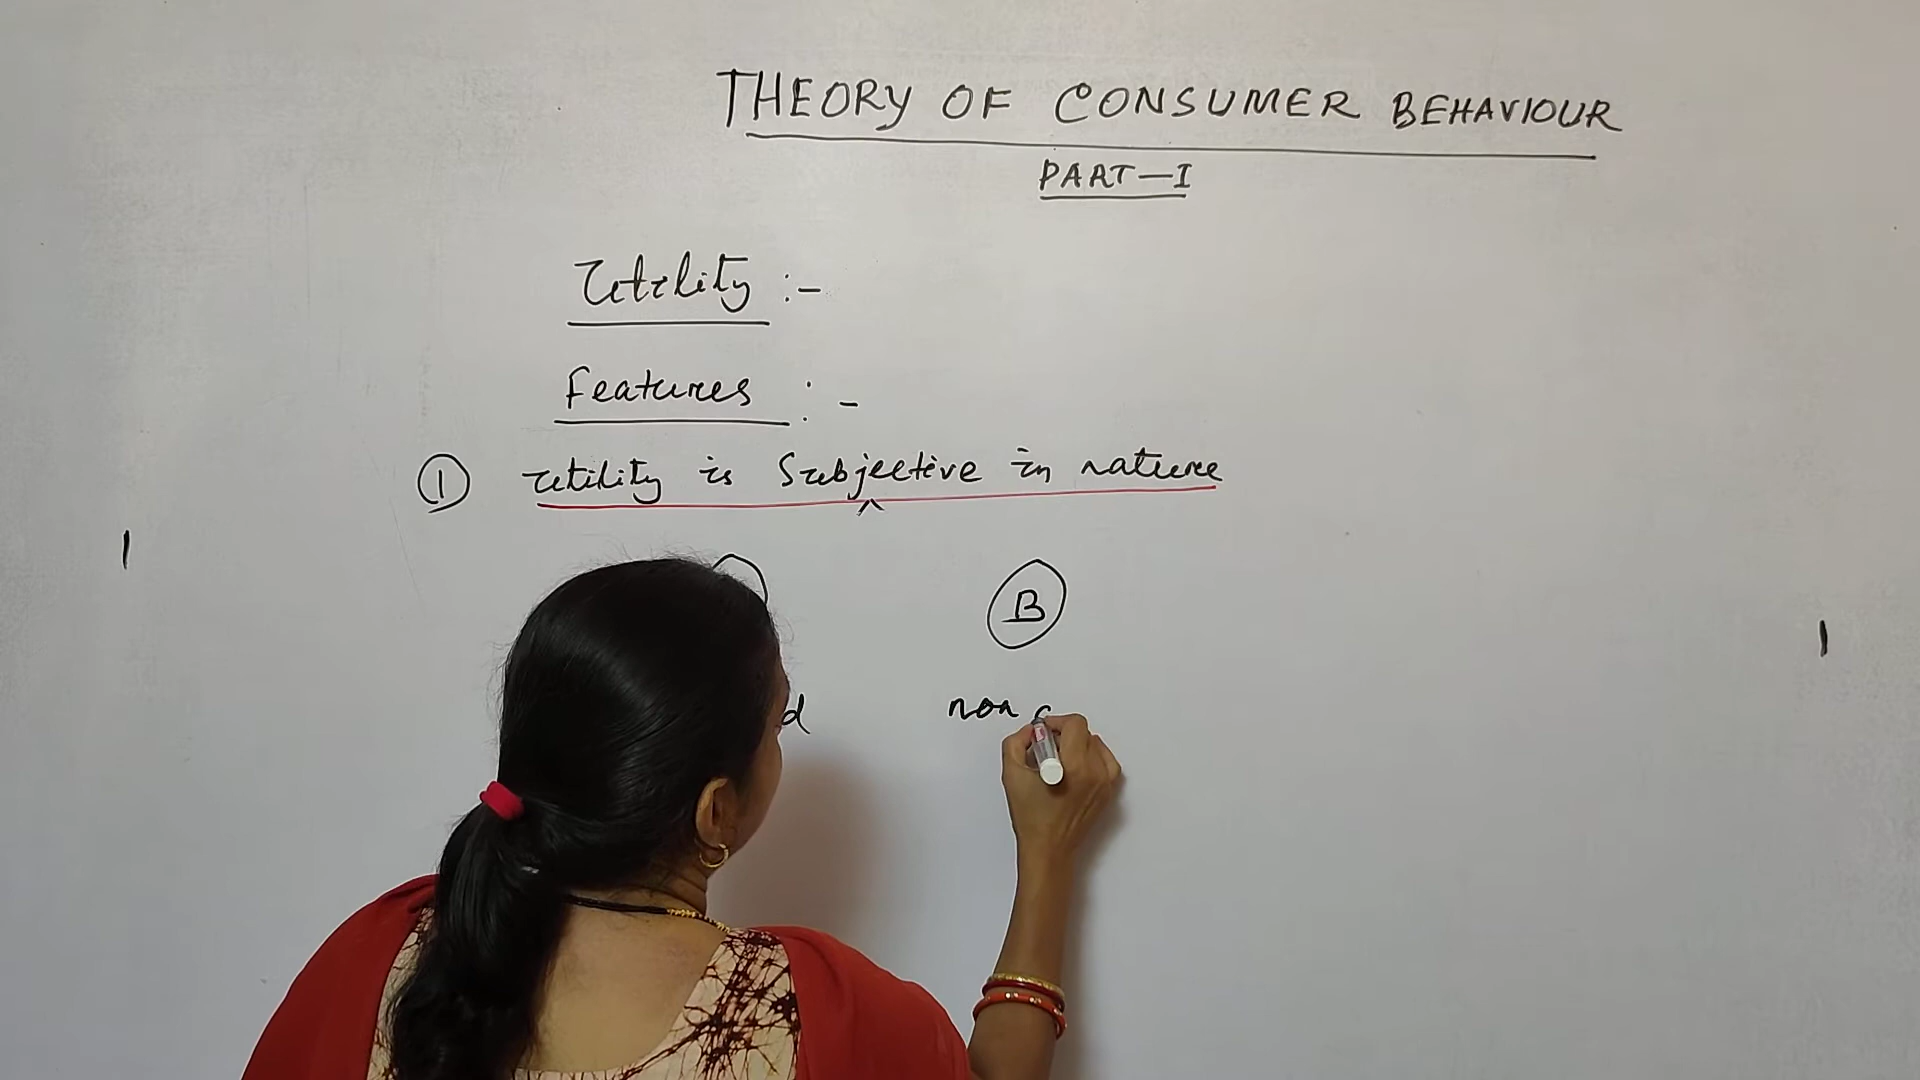 THEORY OF CONSUMER BEHAVIOUR
PART-I
Utility :-
Features :-
① Utility is Subjective in nature
B
d non